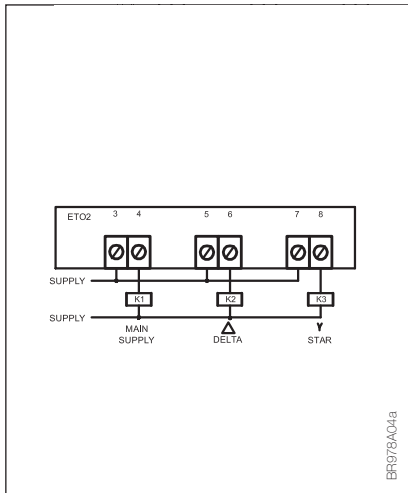 ETO2 3 4 5 6 7 8
SUPPLY
K1 K2 K3
SUPPLY
MAIN SUPPLY
DELTA
STAR
BR978A04a